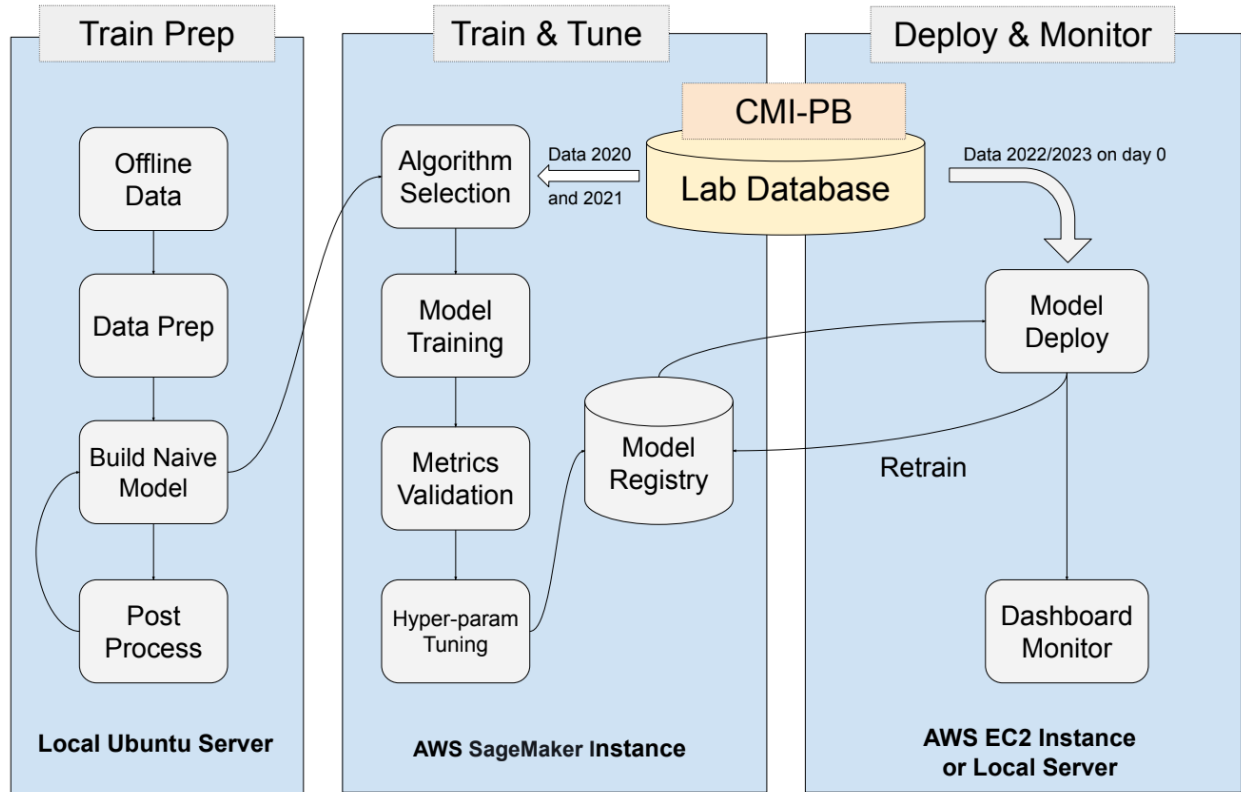 Train Prep
Offline
Data
Data Prep
Build Naive
Model
Post
Process
Local Ubuntu Server
Train & Tune
CMI-PB
Lab Database
Data 2020
and 2021
Algorithm
Selection
Model
Training
Metrics
Validation
Hyper-param
Tuning
Model
Registry
AWS SageMaker Instance
Deploy & Monitor
Data 2022/2023 on day 0
Model
Deploy
Retrain
Dashboard
Monitor
AWS EC2 Instance
or Local Server